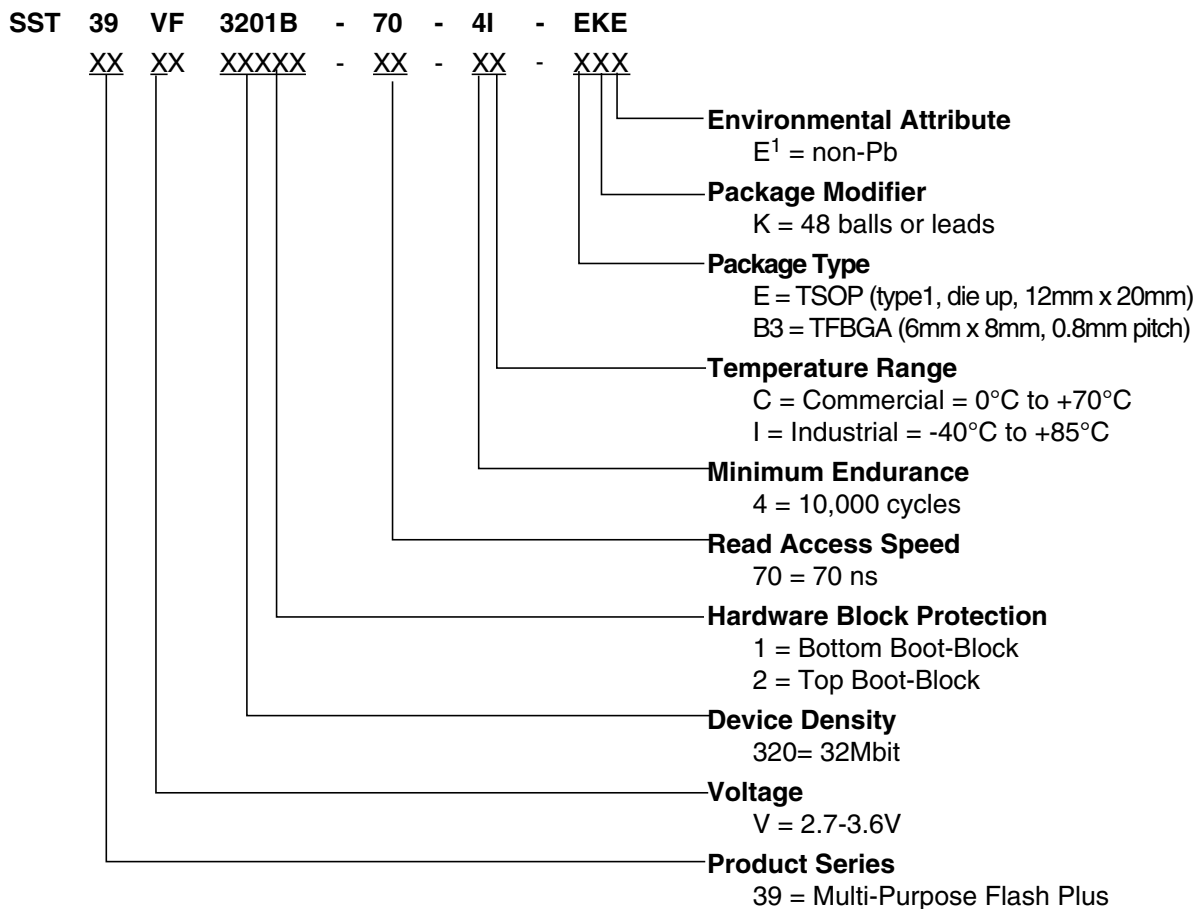 SST 39 VF 3201B - 70 - 4I - EKE
XX XX XXXXX - XX - XX - XXX
Environmental Attribute
E1 = non-Pb
Package Modifier
K = 48 balls or leads
Package Type
E = TSOP (type1, die up, 12mm x 20mm)
B3 = TFBGA (6mm x 8mm, 0.8mm pitch)
Temperature Range
C = Commercial = 0°C to +70°C
I = Industrial = -40°C to +85°C
Minimum Endurance
4 = 10,000 cycles
Read Access Speed
70 = 70 ns
Hardware Block Protection
1 = Bottom Boot-Block
2 = Top Boot-Block
Device Density
320= 32Mbit
Voltage
V = 2.7-3.6V
Product Series
39 = Multi-Purpose Flash Plus